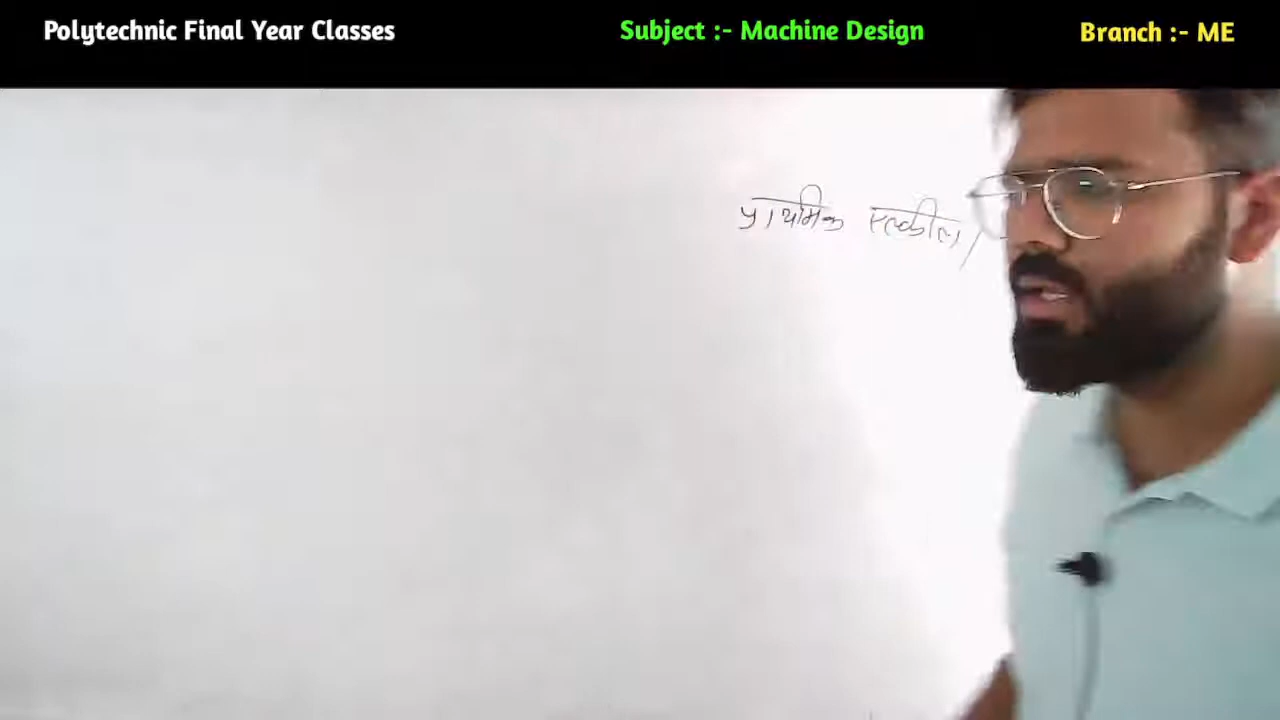 Polytechnic Final Year Classes Subject :- Machine Design Branch :- ME
प्राथमिक